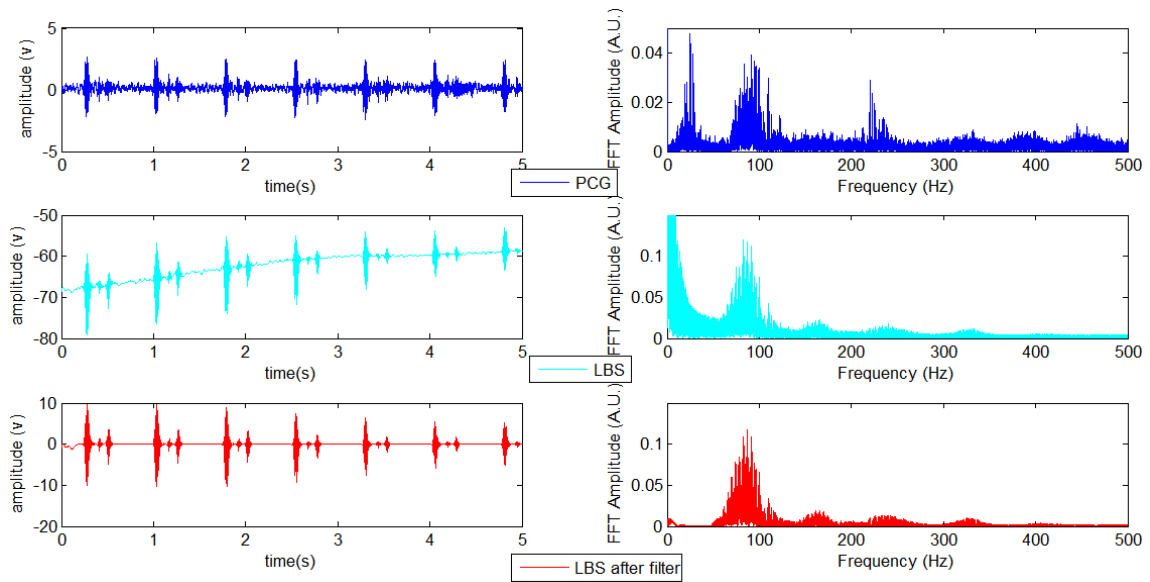 amplitude (v)
5
0
-5
0 1 2 3 4 5
time(s)
FFT Amplitude (A.U.)
0.04
0.02
0
0 100 200 300 400 500
Frequency (Hz)
PCG
amplitude (v)
-50
-60
-70
-80
0 1 2 3 4 5
time(s)
FFT Amplitude (A.U.)
0.1
0.05
0
0 100 200 300 400 500
Frequency (Hz)
LBS
amplitude (v)
10
0
-10
-20
0 1 2 3 4 5
time(s)
FFT Amplitude (A.U.)
0.1
0.05
0
0 100 200 300 400 500
Frequency (Hz)
LBS after filter